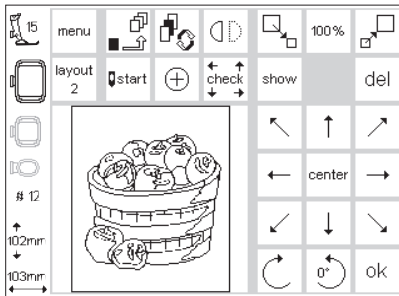 15
menu
100%
layout
2
start
check
show
del
center
# 12
102mm
103mm
0°
ok